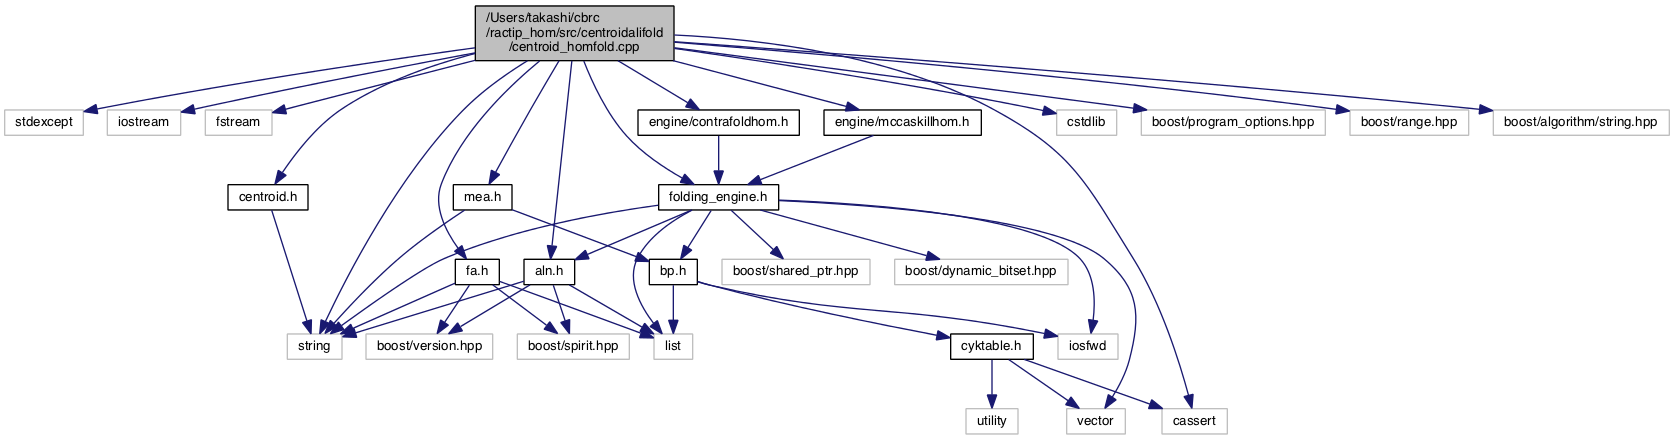 /Users/takashi/cbrc
/ractip_hom/src/centroidalifold
/centroid_homfold.cpp
stdexcept
iostream
fstream
engine/contrafoldhom.h
engine/mccaskillhom.h
cstdlib
boost/program_options.hpp
boost/range.hpp
boost/algorithm/string.hpp
centroid.h
mea.h
folding_engine.h
fa.h
aln.h
bp.h
boost/shared_ptr.hpp
boost/dynamic_bitset.hpp
string
boost/version.hpp
boost/spirit.hpp
list
cyktable.h
iosfwd
utility
vector
cassert